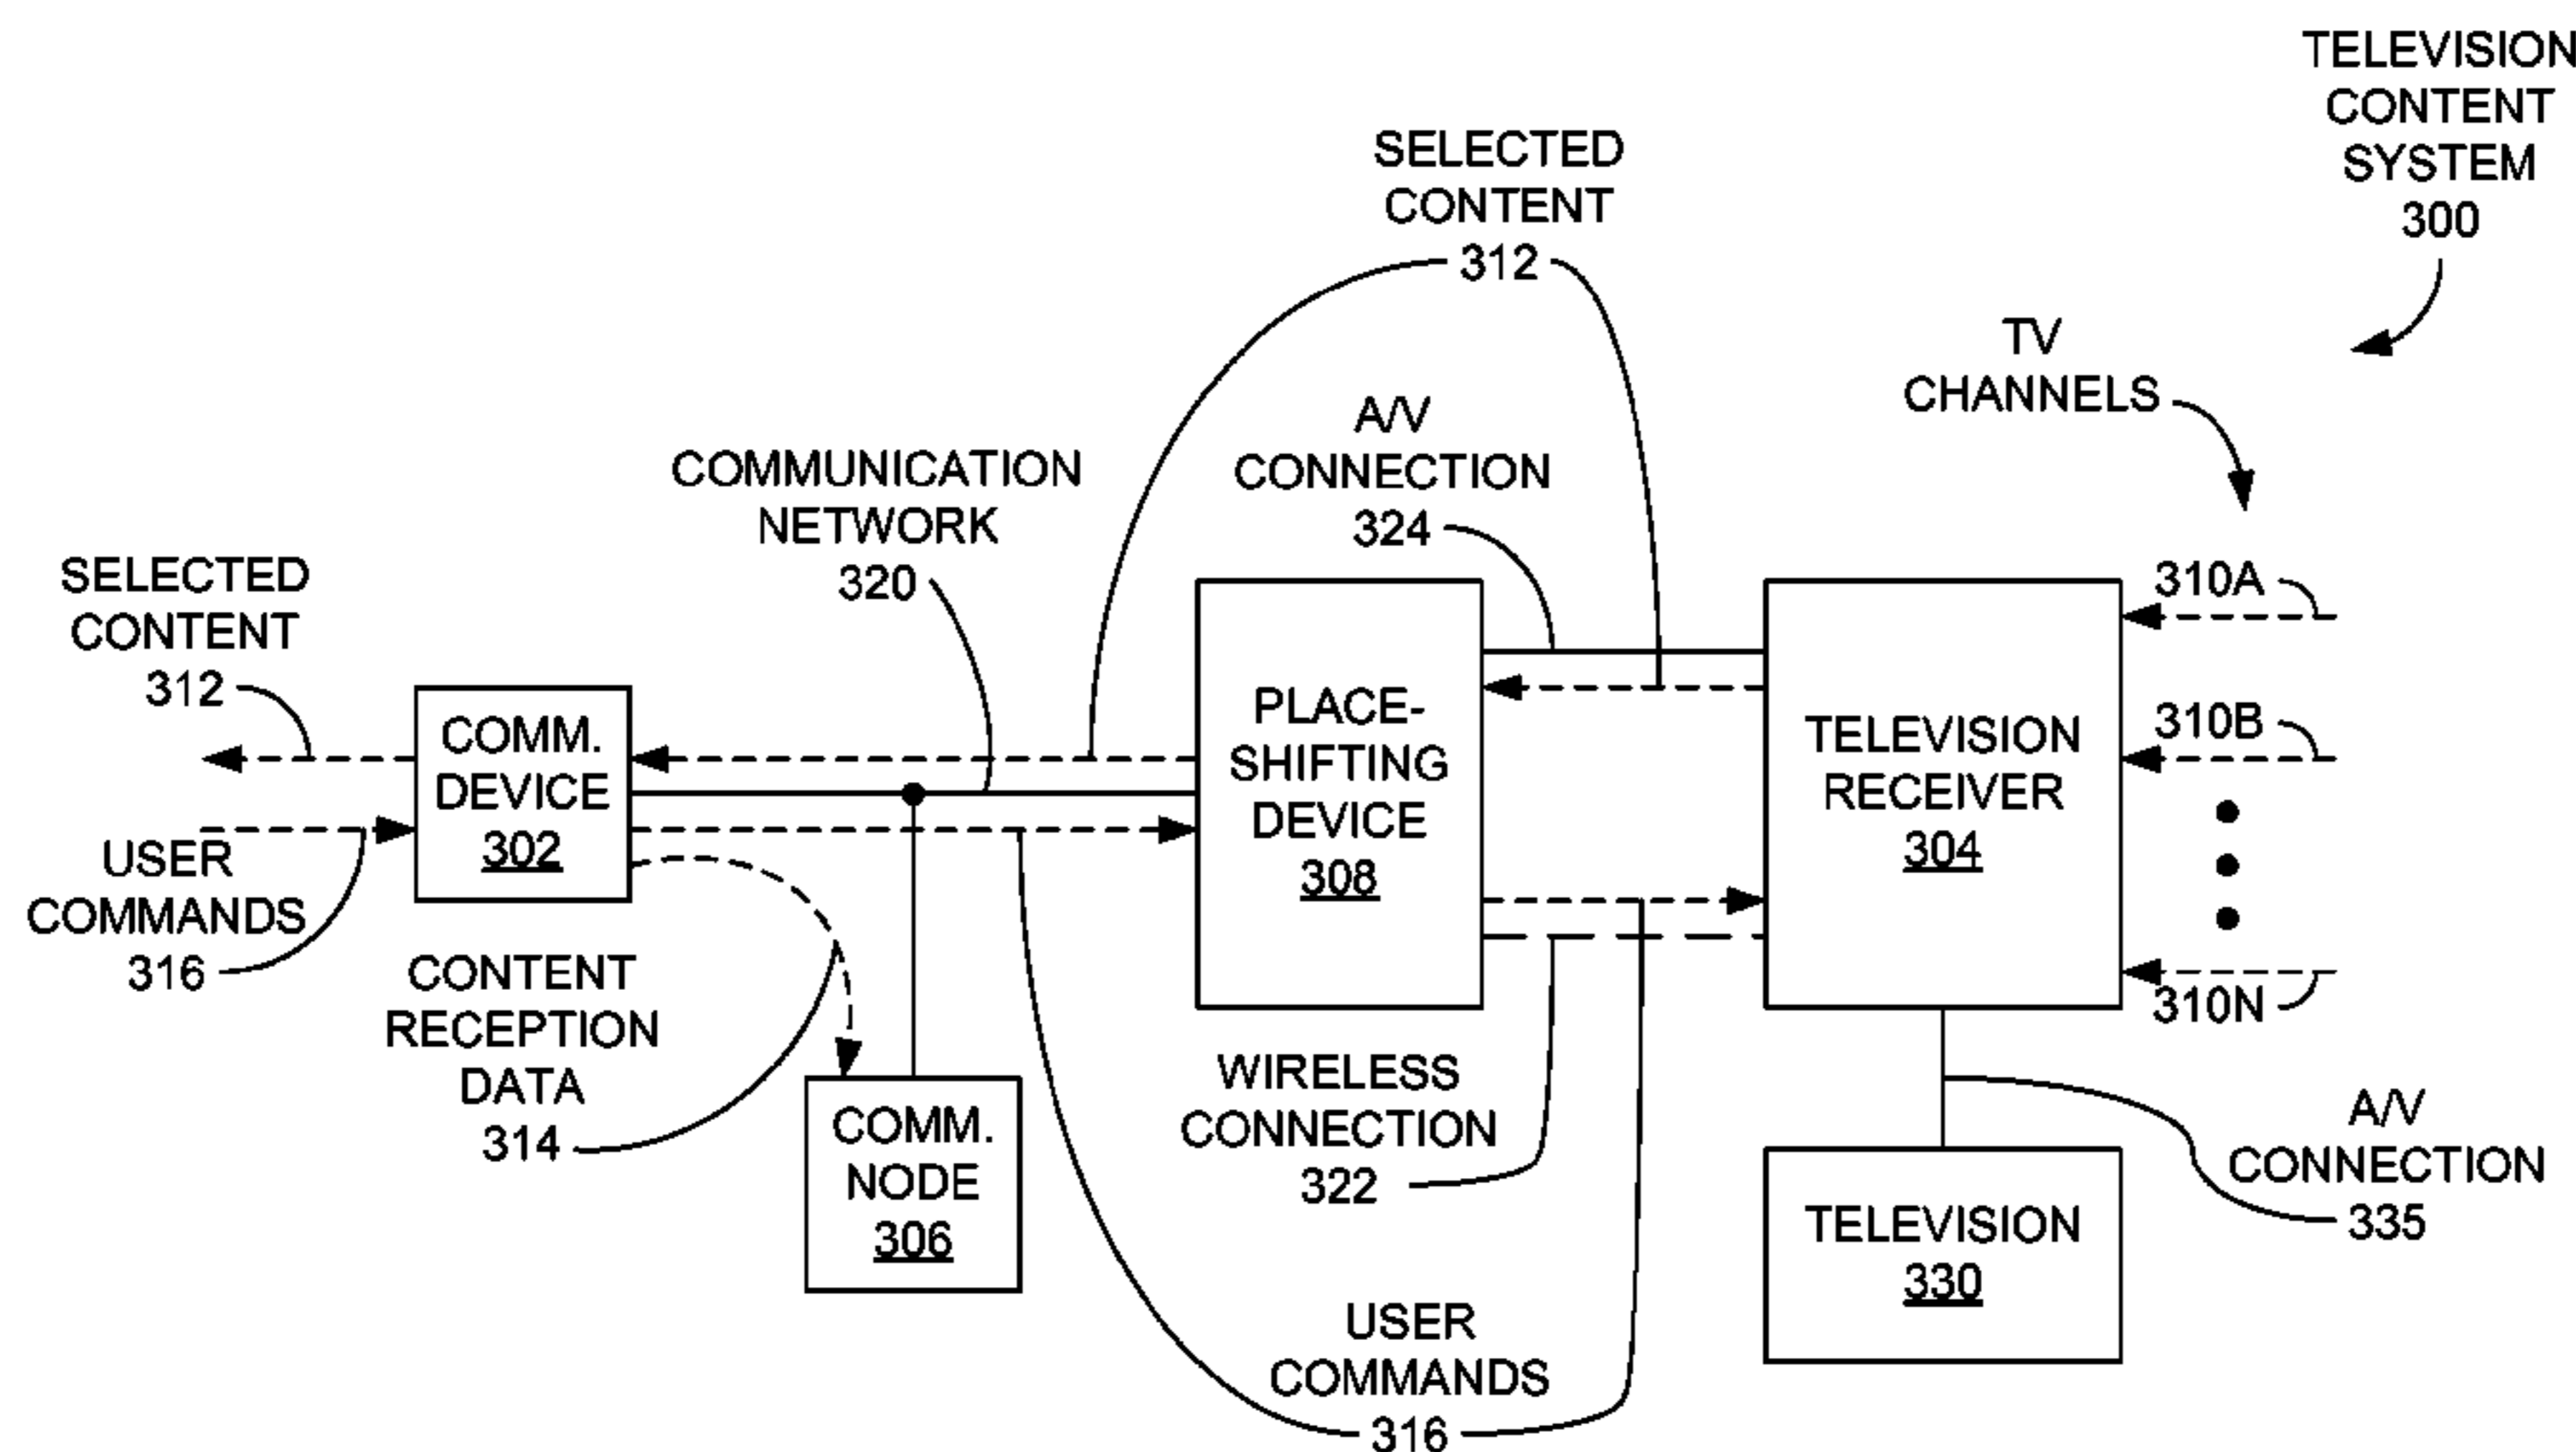 TELEVISION
CONTENT
SYSTEM
300
SELECTED
CONTENT
312
TV
CHANNELS
A/V
CONNECTION
324
COMMUNICATION
NETWORK
320
SELECTED
CONTENT
312
310A
310B
310N
COMM.
DEVICE
302
PLACE-
SHIFTING
DEVICE
308
TELEVISION
RECEIVER
304
USER
COMMANDS
316
CONTENT
RECEPTION
DATA
314
COMM.
NODE
306
WIRELESS
CONNECTION
322
A/V
CONNECTION
335
TELEVISION
330
USER
COMMANDS
316